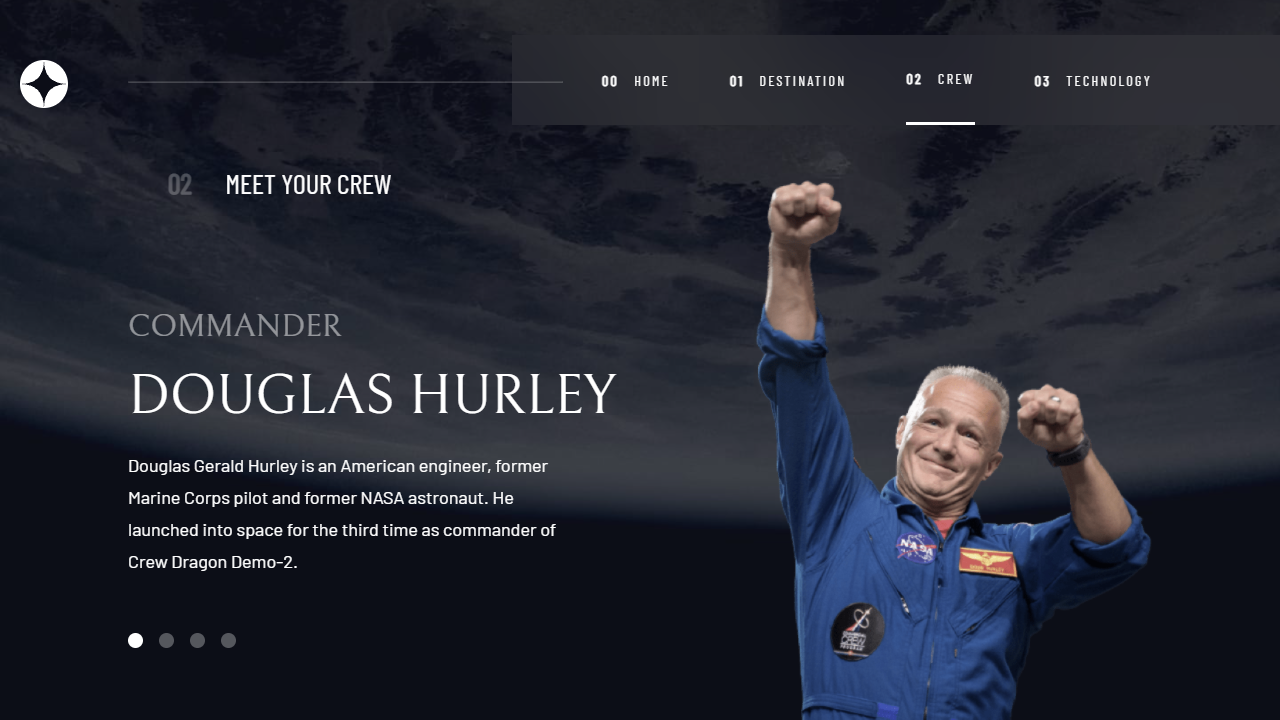 00 HOME 01 DESTINATION 02 CREW 03 TECHNOLOGY
02 MEET YOUR CREW
COMMANDER
DOUGLAS HURLEY
Douglas Gerald Hurley is an American engineer, former
Marine Corps pilot and former NASA astronaut. He
launched into space for the third time as commander of
Crew Dragon Demo-2.
NASA
CREW